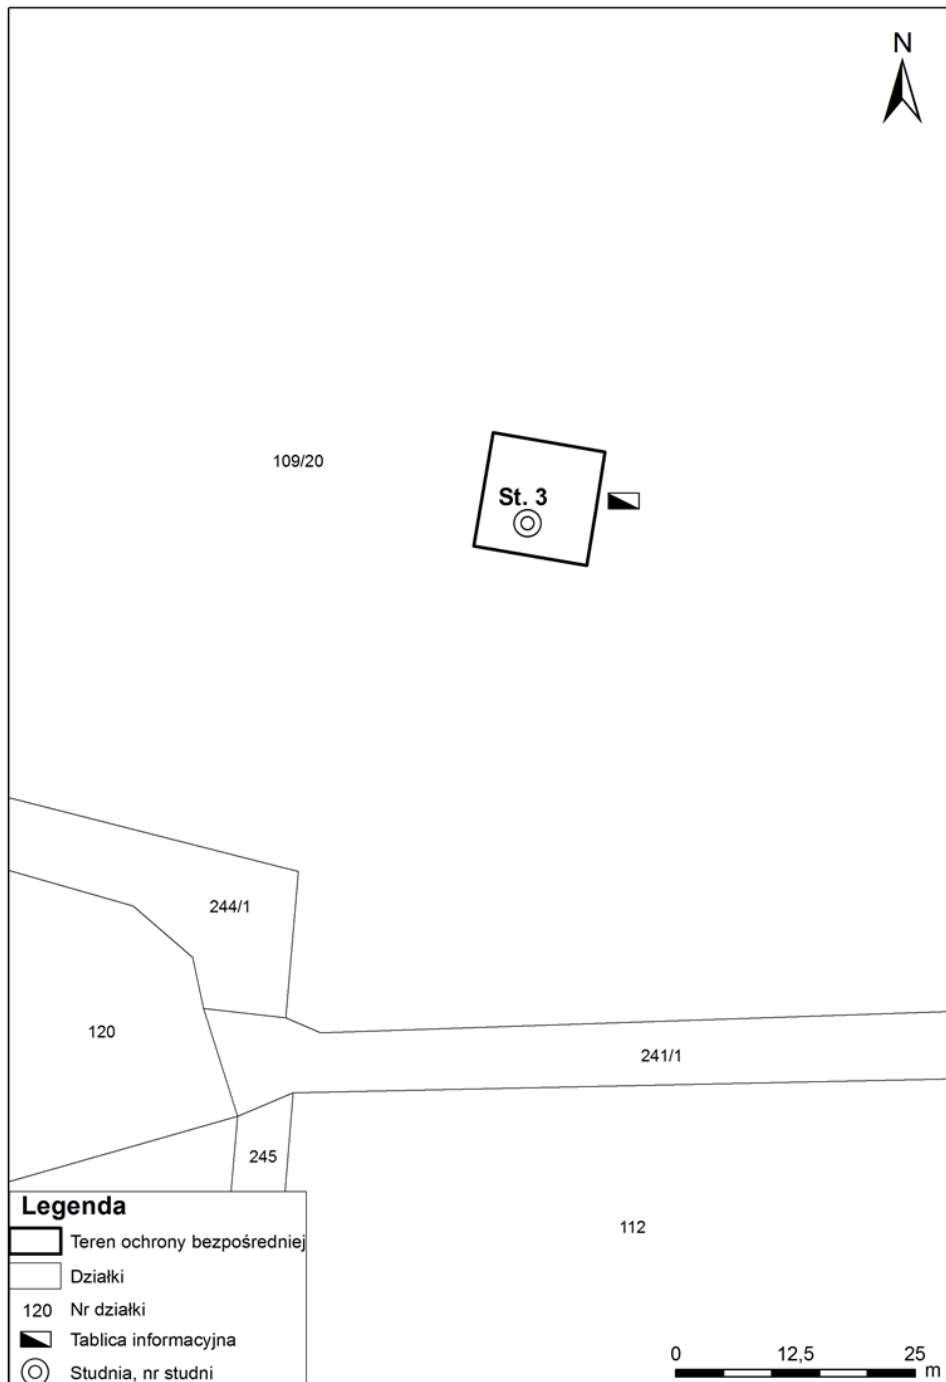 N
109/20
St. 3
244/1
120
241/1
245
112
Legenda
Teren ochrony bezpośredniej
Działki
120 Nr działki
Tablica informacyjna
Studnia, nr studni
0 12,5 25
m